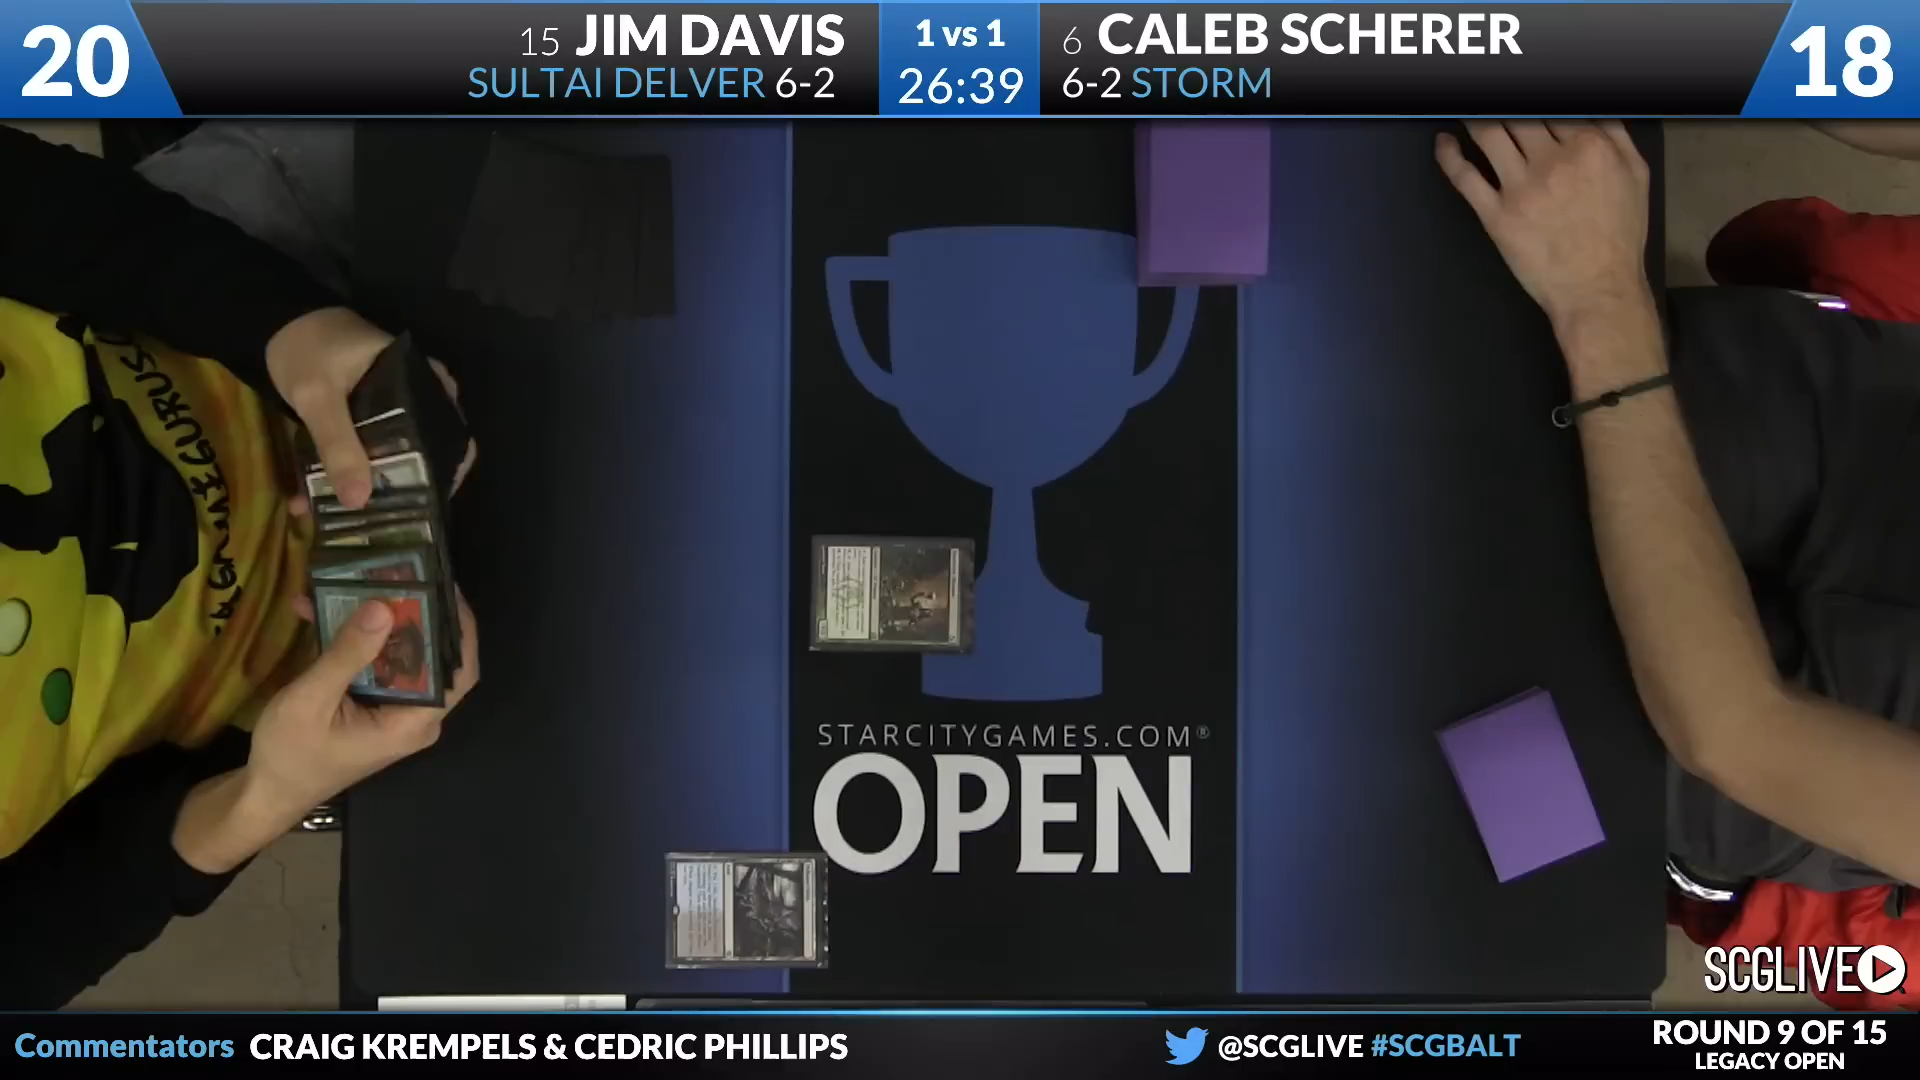 20
15 JIM DAVIS
SULTAI DELVER 6-2
1 vs 1
26:39
6 CALEB SCHERER
6-2 STORM
18
STARCITYGAMES.COM®
OPEN
SCGLIVE
Commentators CRAIG KREMPELS & CEDRIC PHILLIPS
@SCGLIVE #SCGBALT
ROUND 9 OF 15
LEGACY OPEN